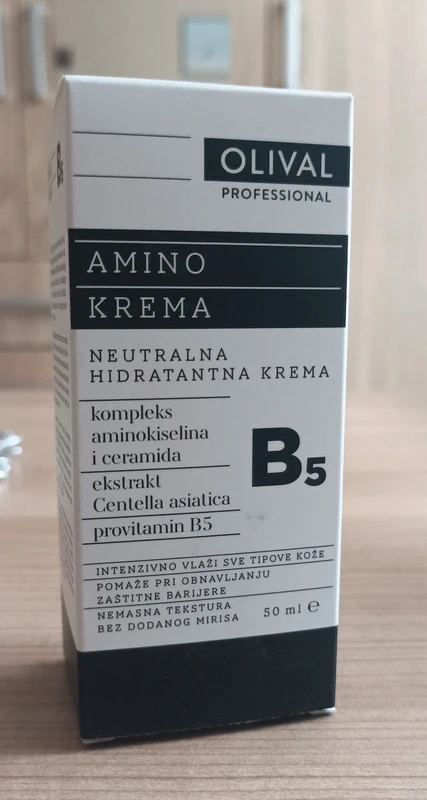 OLIVAL
PROFESSIONAL
AMINO
KREMA
NEUTRALNA
HIDRATANTNA KREMA
kompleks
aminokiselina
i ceramida
ekstrakt
Centella asiatica
provitamin B5
B5
INTENZIVNO VLAŽI SVE TIPOVE KOŽE
POMAŽE PRI OBNAVLJANJU
ZAŠTITNE BARIJERE
NEMASNA TEKSTURA
BEZ DODANOG MIRISA
50 ml ℮
B5